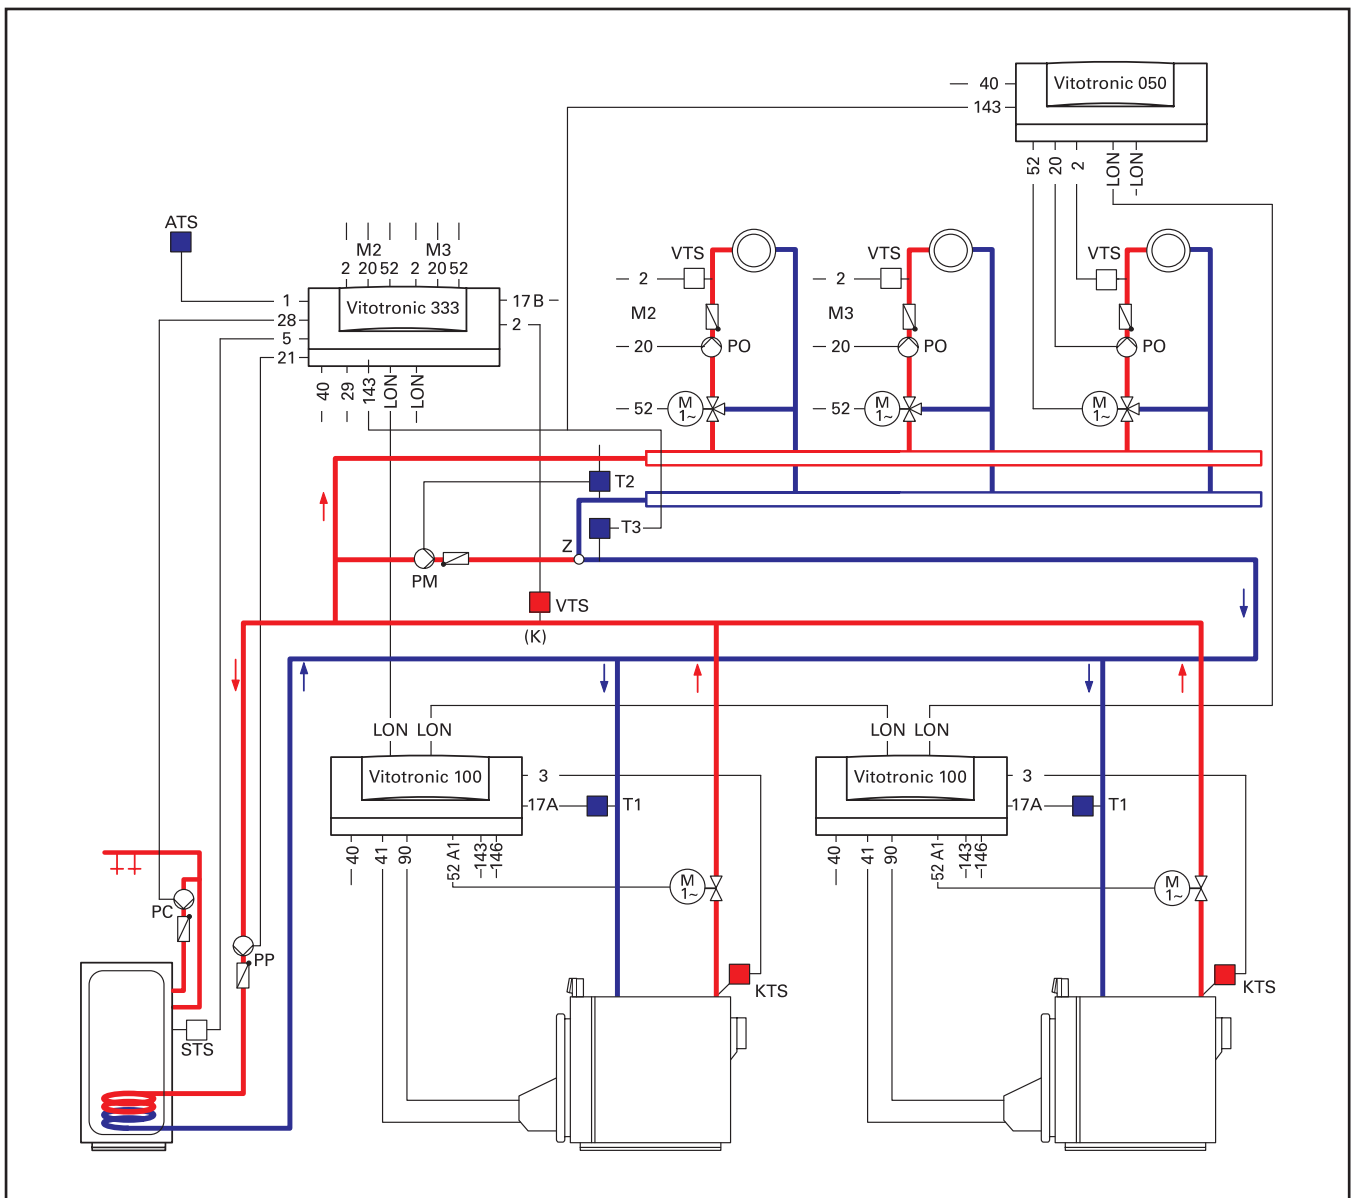 40
143
Vitotronic 050
52
20
2
LON
LON
ATS
M2
M3
2 20 52 2 20 52
Vitotronic 333
1
28
5
21
17B
2
40
29
143
LON
LON
VTS
2
M2
20
PO
52
M
1~
VTS
2
M3
20
PO
52
M
1~
VTS
PO
M
1~
T2
T3
Z
PM
VTS
(K)
LON LON
Vitotronic 100
3
17A
T1
40
41
90
52 A1
143
146
M
1~
KTS
LON LON
Vitotronic 100
3
17A
T1
40
41
90
52 A1
143
146
M
1~
KTS
PC
PP
STS